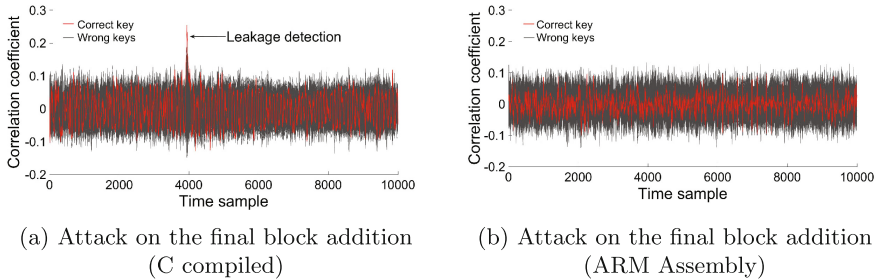 0.3
0.2
0.1
0
-0.1
-0.2
Correlation coefficient
Correct key
Wrong keys
Leakage detection
0
2000
4000
6000
8000
10000
Time sample
(a) Attack on the final block addition
(C compiled)
0.3
0.2
0.1
0
-0.1
-0.2
Correlation coefficient
Correct key
Wrong keys
0
2000
4000
6000
8000
10000
Time sample
(b) Attack on the final block addition
(ARM Assembly)